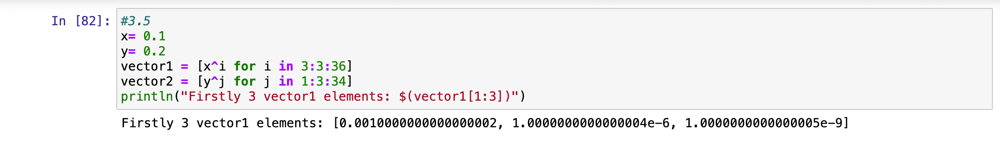 In [82]: #3.5
x= 0.1
y= 0.2
vector1 = [x^i for i in 3:3:36]
vector2 = [y^j for j in 1:3:34]
println("Firstly 3 vector1 elements: $(vector1[1:3])")
Firstly 3 vector1 elements: [0.0010000000000000002, 1.0000000000000004e-6, 1.0000000000000005e-9]